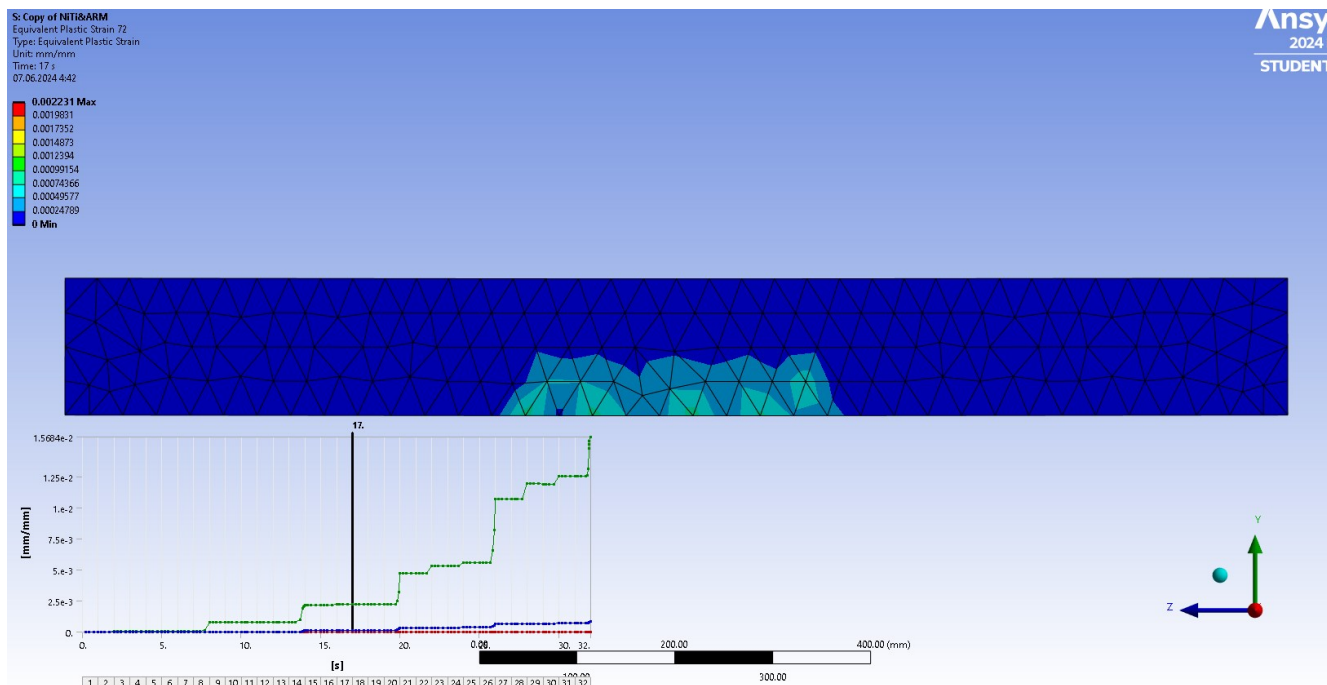 S: Copy of NiTi&ARM
Equivalent Plastic Strain 72
Type: Equivalent Plastic Strain
Unit: mm/mm
Time: 17 s
07.06.2024 4:42
Ansy
2024
STUDENT
0.002231 Max
0.0019831
0.0017352
0.0014873
0.0012394
0.00099154
0.00074366
0.00049577
0.00024789
0 Min
17.
1.5684e-2
1.25e-2
1.e-2
7.5e-3
5.e-3
2.5e-3
0.
[mm/mm]
0. 5. 10. 15. 20. 30. 32.
[s]
0.00 200.00 400.00 (mm)
100.00 300.00
Y
Z
1 2 3 4 5 6 7 8 9 10 11 12 13 14 15 16 17 18 19 20 21 22 23 24 25 26 27 28 29 30 31 32